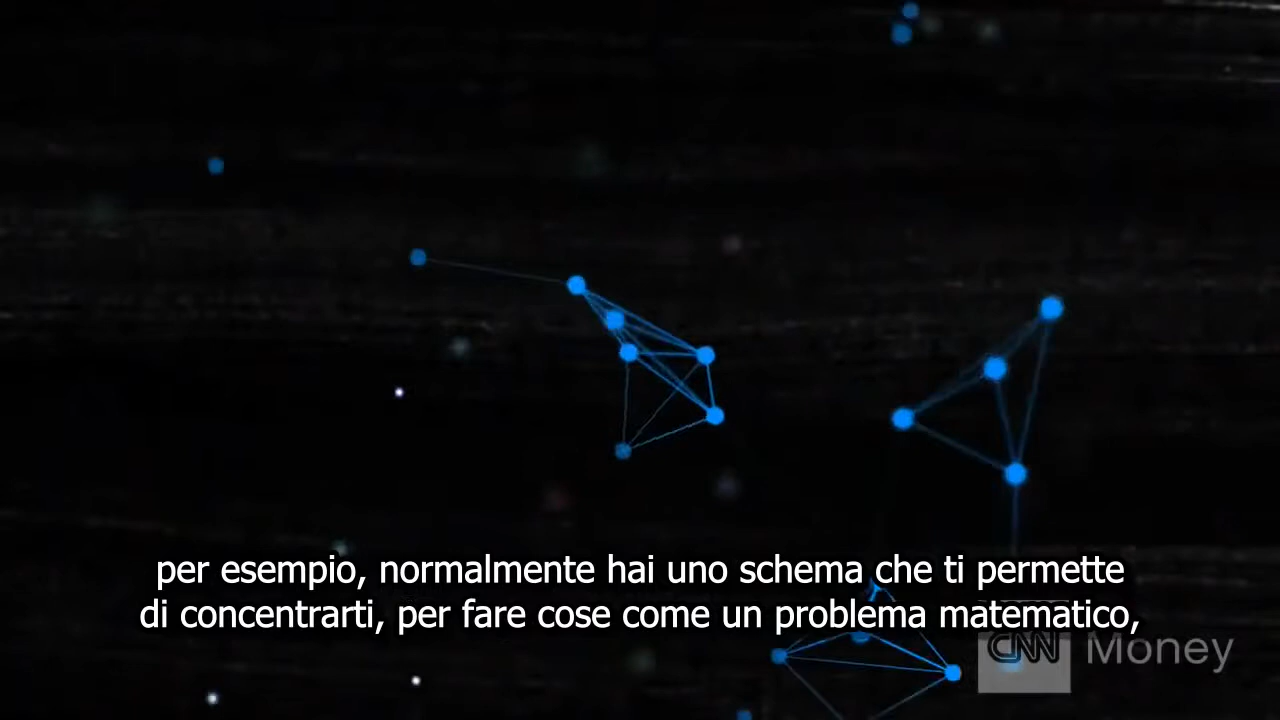 per esempio, normalmente hai uno schema che ti permette
di concentrarti, per fare cose come un problema matematico,
CNN Money